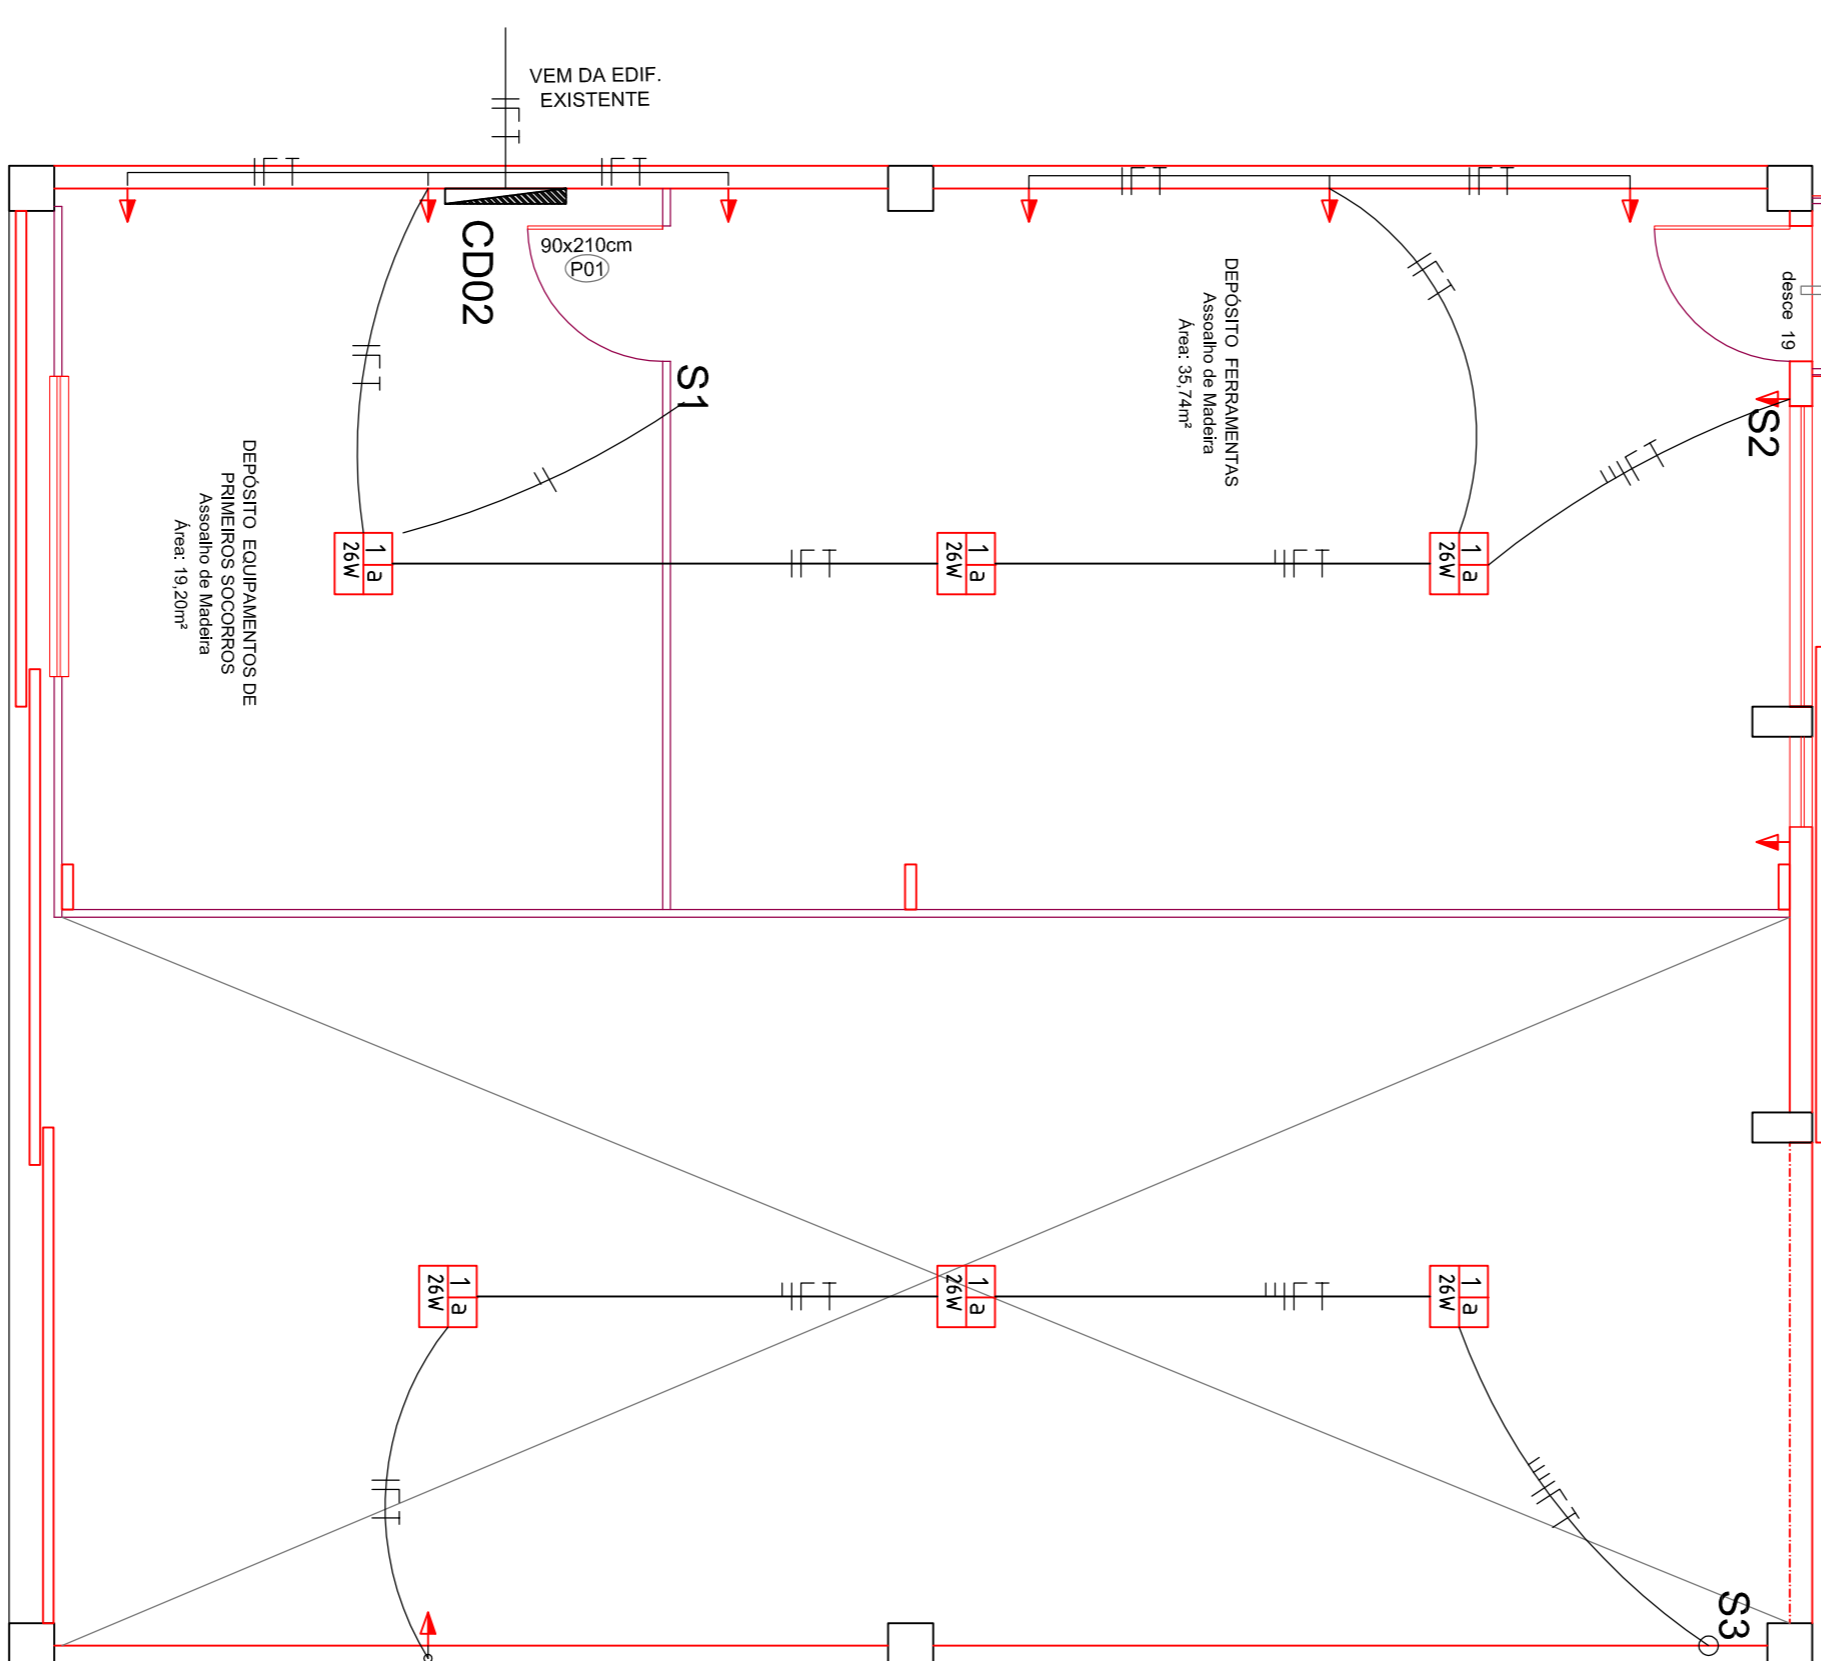 VEM DA EDIF.
EXISTENTE
CD02
90x210cm
P01
S1
DEPÓSITO FERRAMENTAS
Assoalho de Madeira
Área: 35,74m²
desce 19
S2
DEPÓSITO EQUIPAMENTOS DE
PRIMEIROS SOCORROS
Assoalho de Madeira
Área: 19,20m²
1 a
26W
1 a
26W
1 a
26W
1 a
26W
1 a
26W
1 a
26W
S3